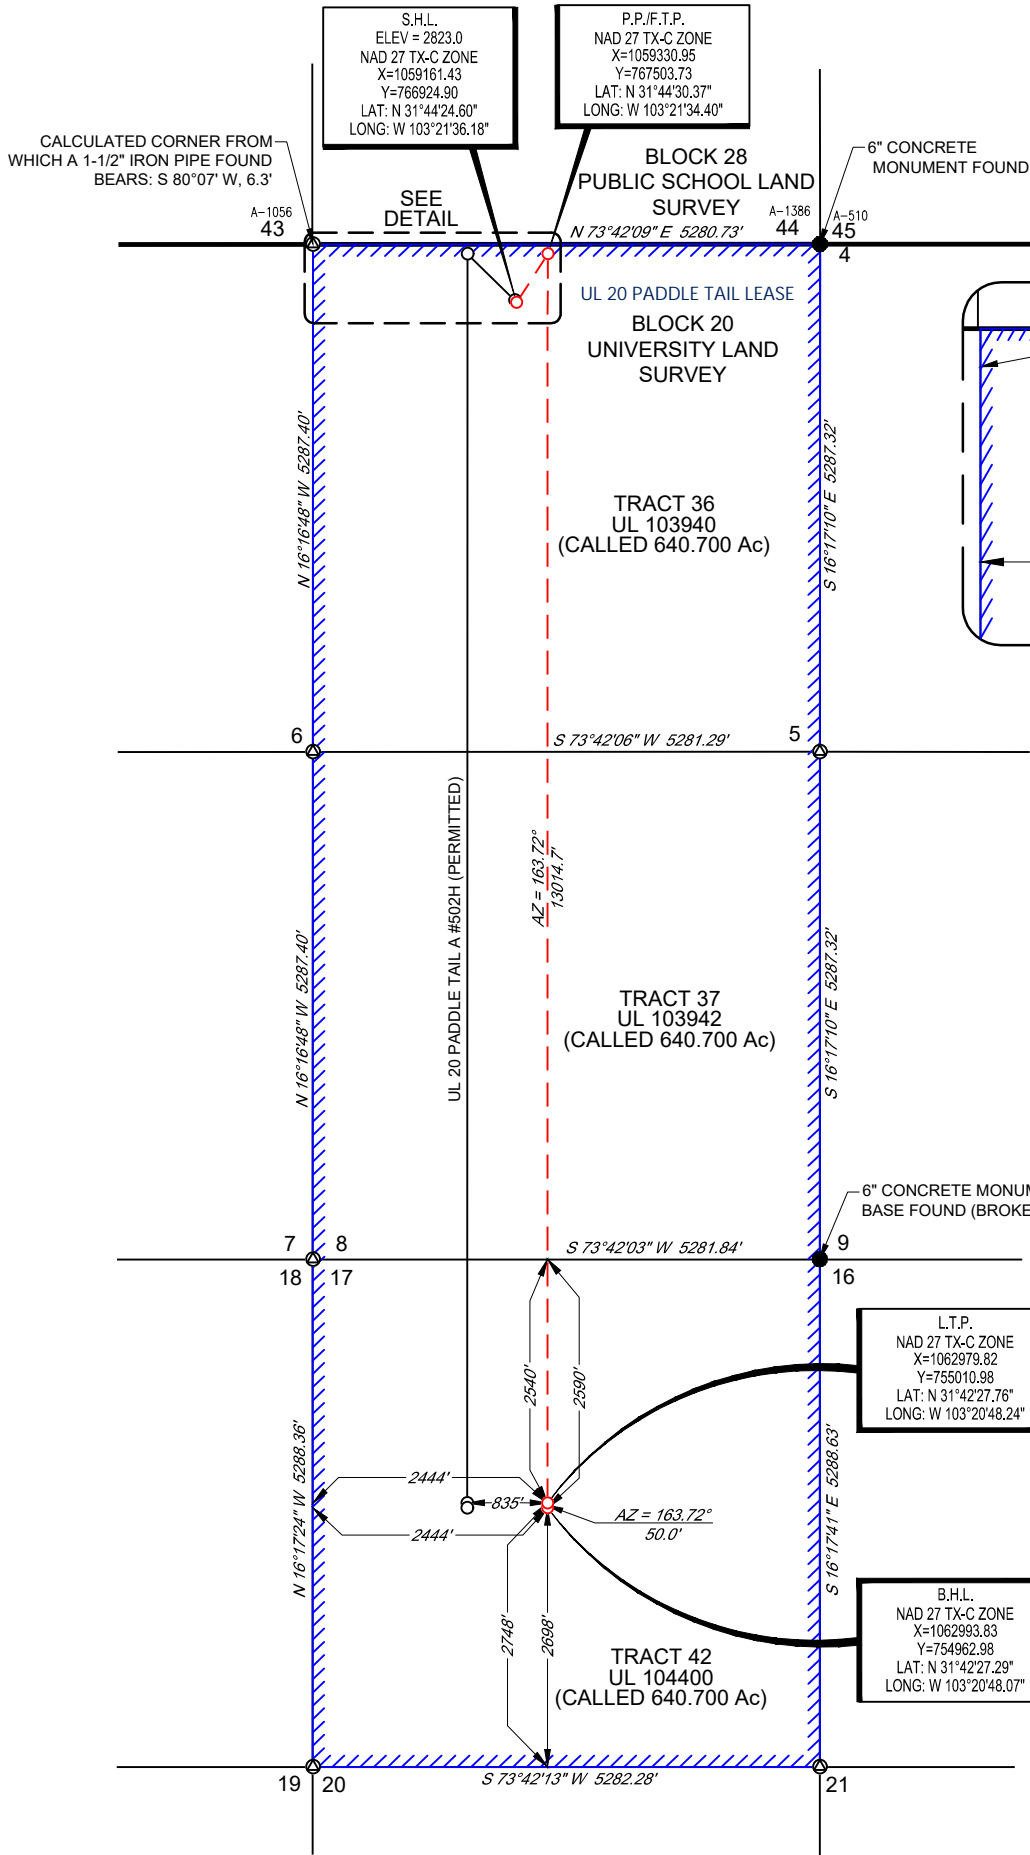 S.H.L.
ELEV = 2823.0
NAD 27 TX-C ZONE
X=1059161.43
Y=766924.90
LAT: N 31°44'24.60"
LONG: W 103°21'36.18"
P.P./F.T.P.
NAD 27 TX-C ZONE
X=1059330.95
Y=767503.73
LAT: N 31°44'30.37"
LONG: W 103°21'34.40"
CALCULATED CORNER FROM
WHICH A 1-1/2" IRON PIPE FOUND
BEARS: S 80°07' W, 6.3'
6" CONCRETE
MONUMENT FOUND
BLOCK 28
PUBLIC SCHOOL LAND
SURVEY
SEE
DETAIL
A-1056
43
A-1386
44
A-510
45
4
N 73°42'09" E 5280.73'
UL 20 PADDLE TAIL LEASE
BLOCK 20
UNIVERSITY LAND
SURVEY
N 16°16'48" W 5287.40'
S 16°17'10" E 5287.32'
TRACT 36
UL 103940
(CALLED 640.700 Ac)
6
S 73°42'06" W 5281.29'
5
UL 20 PADDLE TAIL A #502H (PERMITTED)
AZ = 163.72°
13014.7'
N 16°16'48" W 5287.40'
S 16°17'10" E 5287.32'
TRACT 37
UL 103942
(CALLED 640.700 Ac)
6" CONCRETE MONUM
BASE FOUND (BROKE
7 8
18 17
S 73°42'03" W 5281.84'
9
16
L.T.P.
NAD 27 TX-C ZONE
X=1062979.82
Y=755010.98
LAT: N 31°42'27.76"
LONG: W 103°20'48.24"
2540'
2590'
N 16°17'24" W 5288.36'
S 16°17'41" E 5288.63'
2444'
835'
2444'
AZ = 163.72°
50.0'
2748'
2698'
B.H.L.
NAD 27 TX-C ZONE
X=1062993.83
Y=754962.98
LAT: N 31°42'27.29"
LONG: W 103°20'48.07"
TRACT 42
UL 104400
(CALLED 640.700 Ac)
19 20
S 73°42'13" W 5282.28'
21